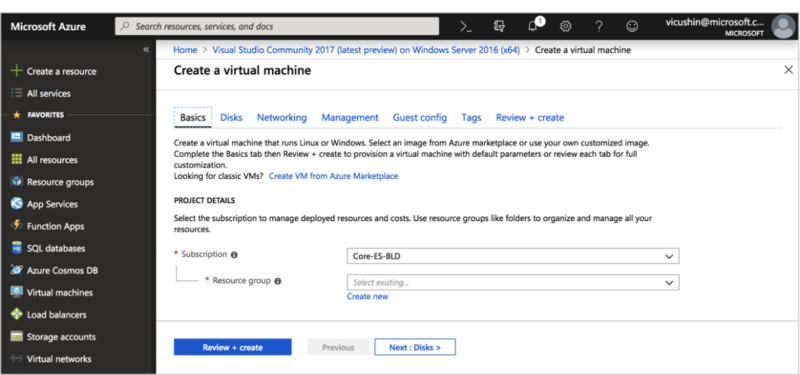 Microsoft Azure
Search resources, services, and docs
1
vicushin@microsoft.c...
MICROSOFT
Home > Visual Studio Community 2017 (latest preview) on Windows Server 2016 (x64) > Create a virtual machine
Create a virtual machine
Create a resource
All services
FAVORITES
Dashboard
All resources
Resource groups
App Services
Function Apps
SQL databases
Azure Cosmos DB
Virtual machines
Load balancers
Storage accounts
Virtual networks
Basics Disks Networking Management Guest config Tags Review + create
Create a virtual machine that runs Linux or Windows. Select an image from Azure marketplace or use your own customized image.
Complete the Basics tab then Review + create to provision a virtual machine with default parameters or review each tab for full
customization.
Looking for classic VMs? Create VM from Azure Marketplace
PROJECT DETAILS
Select the subscription to manage deployed resources and costs. Use resource groups like folders to organize and manage all your
resources.
* Subscription
Core-ES-BLD
* Resource group
Select existing...
Create new
Review + create Previous Next : Disks >